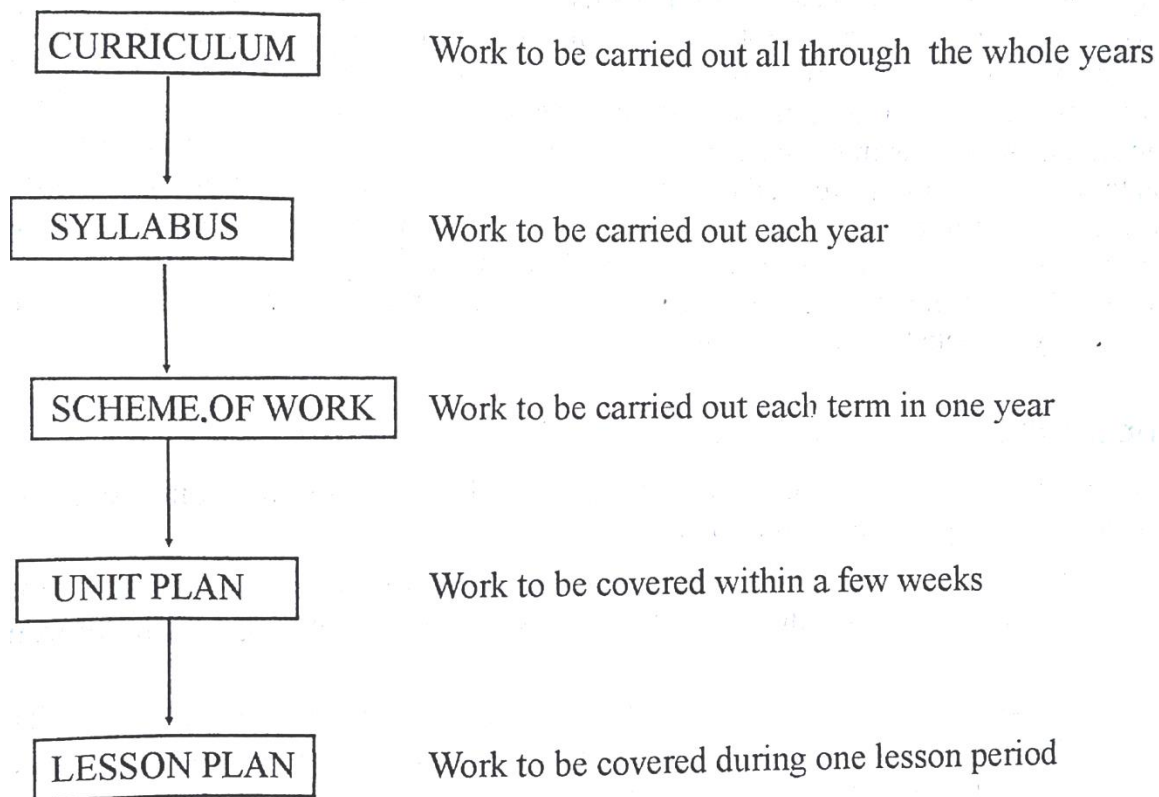 CURRICULUM Work to be carried out all through the whole years
SYLLABUS Work to be carried out each year
SCHEME.OF WORK Work to be carried out each term in one year
UNIT PLAN Work to be covered within a few weeks
LESSON PLAN Work to be covered during one lesson period